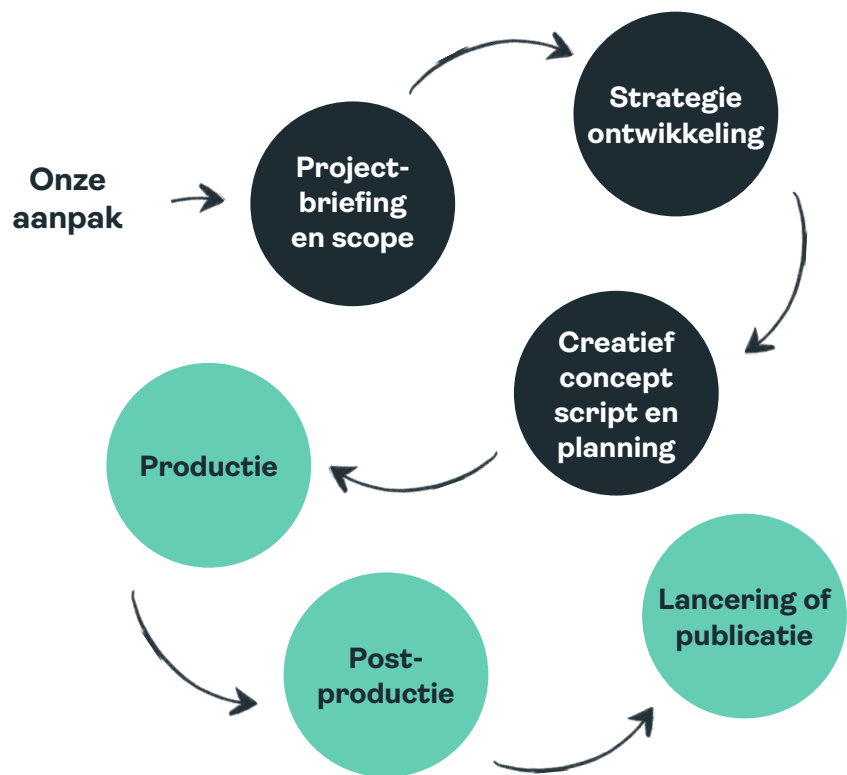 Onze
aanpak
Project-
briefing
en scope
Strategie
ontwikkeling
Creatief
concept
script en
planning
Productie
Post-
productie
Lancering of
publicatie